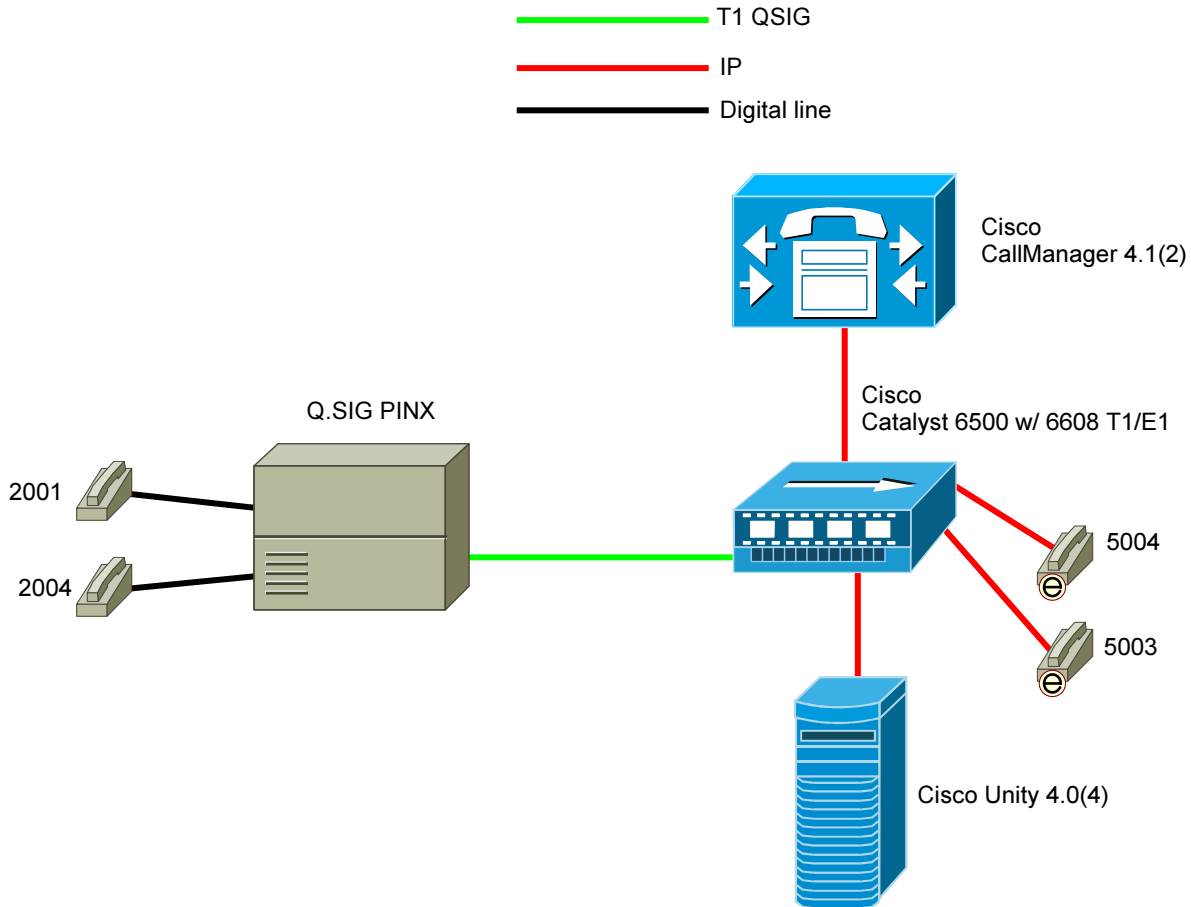 T1 QSIG
IP
Digital line
Cisco
CallManager 4.1(2)
Cisco
Catalyst 6500 w/ 6608 T1/E1
Q.SIG PINX
2001
2004
5004
e
5003
e
Cisco Unity 4.0(4)